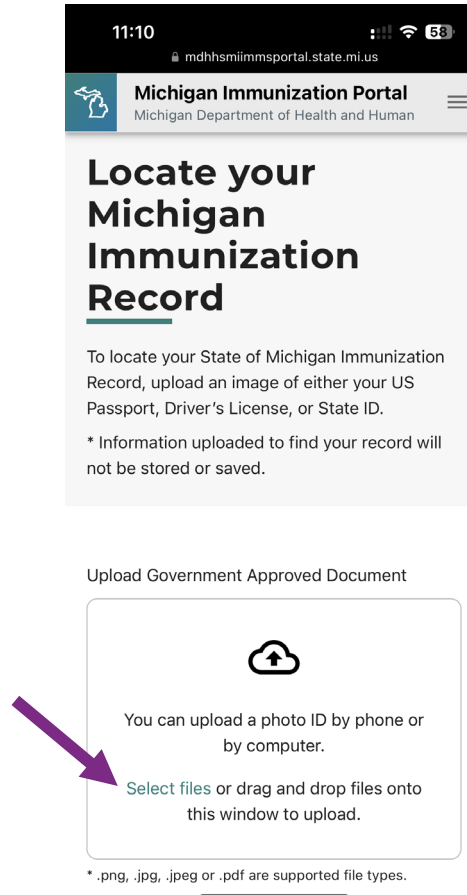 11:10
58
mdhhsmiimmsportal.state.mi.us
Michigan Immunization Portal
Michigan Department of Health and Human
Locate your
Michigan
Immunization
Record
To locate your State of Michigan Immunization
Record, upload an image of either your US
Passport, Driver's License, or State ID.
* Information uploaded to find your record will
not be stored or saved.
Upload Government Approved Document
You can upload a photo ID by phone or
by computer.
Select files or drag and drop files onto
this window to upload.
* .png, .jpg, .jpeg or .pdf are supported file types.